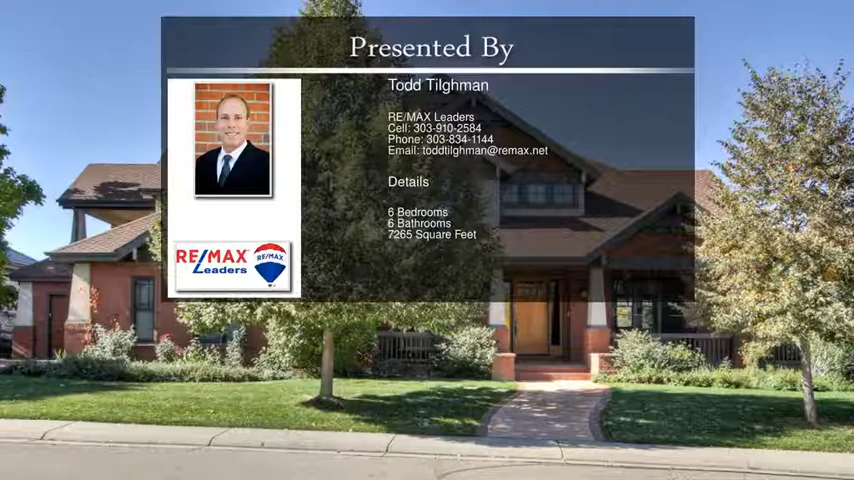 Presented By
Todd Tilghman
RE/MAX Leaders
Cell: 303-910-2584
Phone: 303-834-1144
Email: toddtilghman@remax.net
Details
6 Bedrooms
6 Bathrooms
7265 Square Feet
RE/MAX
Leaders
RE/MAX